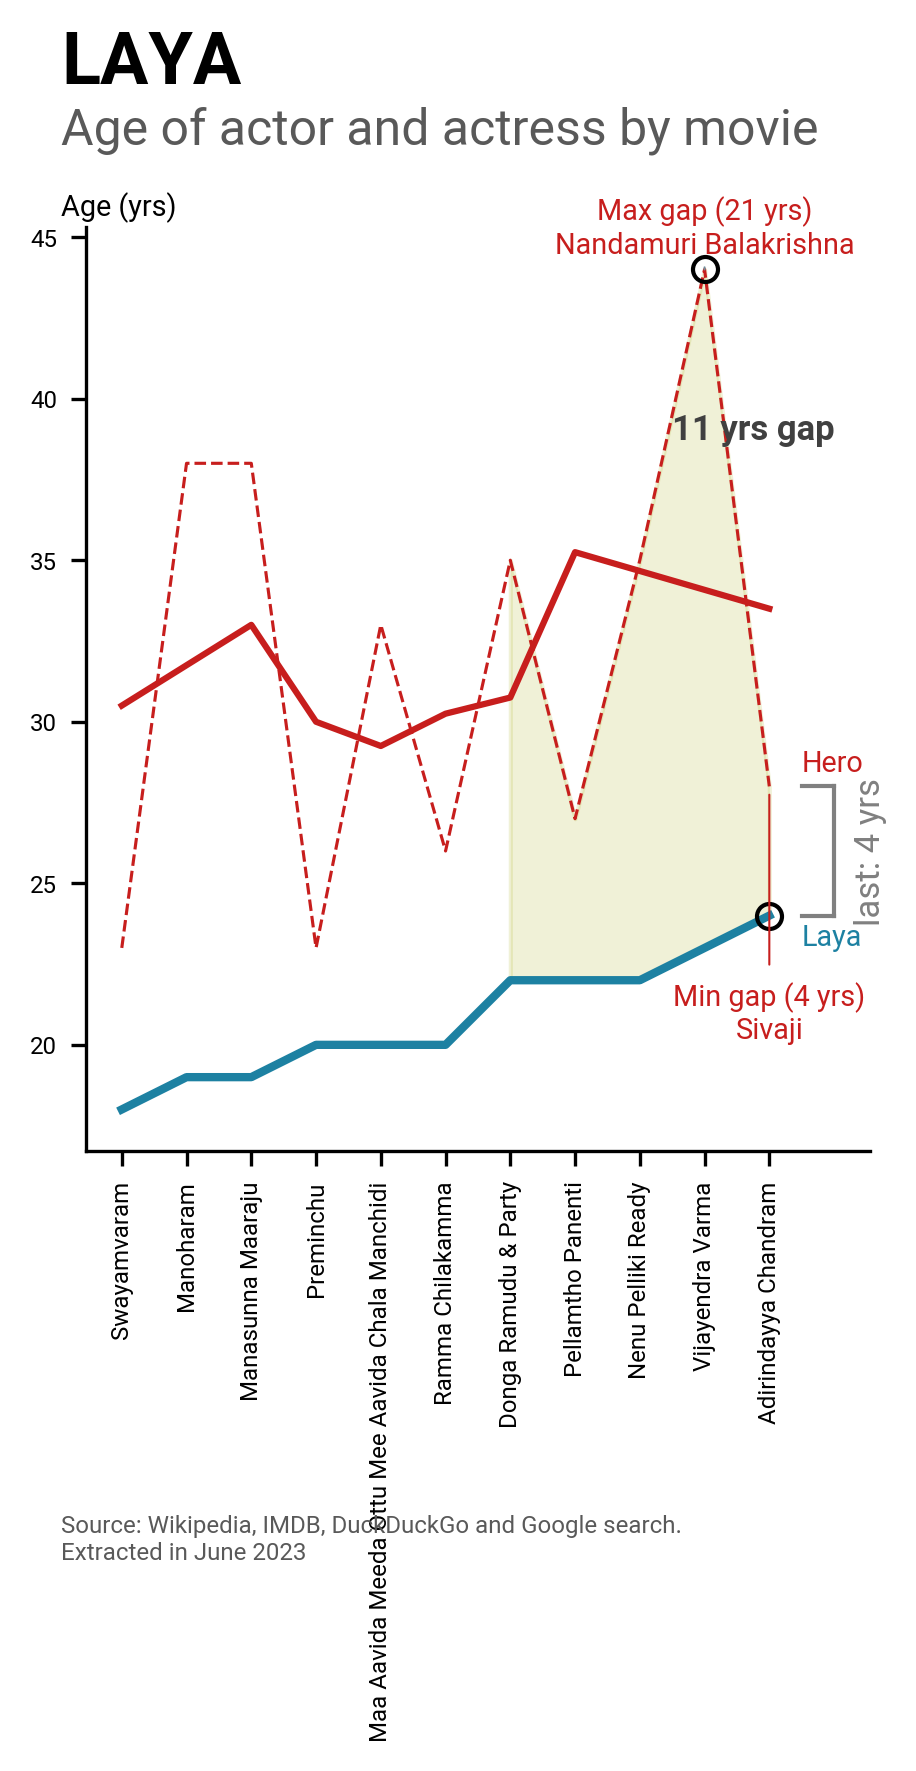 LAYA
Age of actor and actress by movie
Age (yrs)
Max gap (21 yrs)
Nandamuri Balakrishna
45
40
35
30
25
20
11 yrs gap
Hero
last: 4 yrs
Laya
Min gap (4 yrs)
Sivaji
Swayamvaram
Manoharam
Manasunna Maaraju
Preminchu
Maa Aavida Meeda Ottu Mee Aavida Chala Manchidi
Ramma Chilakamma
Donga Ramudu & Party
Pellamtho Panenti
Nenu Pelliki Ready
Vijayendra Varma
Adirindayya Chandram
Source: Wikipedia, IMDB, DuckDuckGo and Google search.
Extracted in June 2023